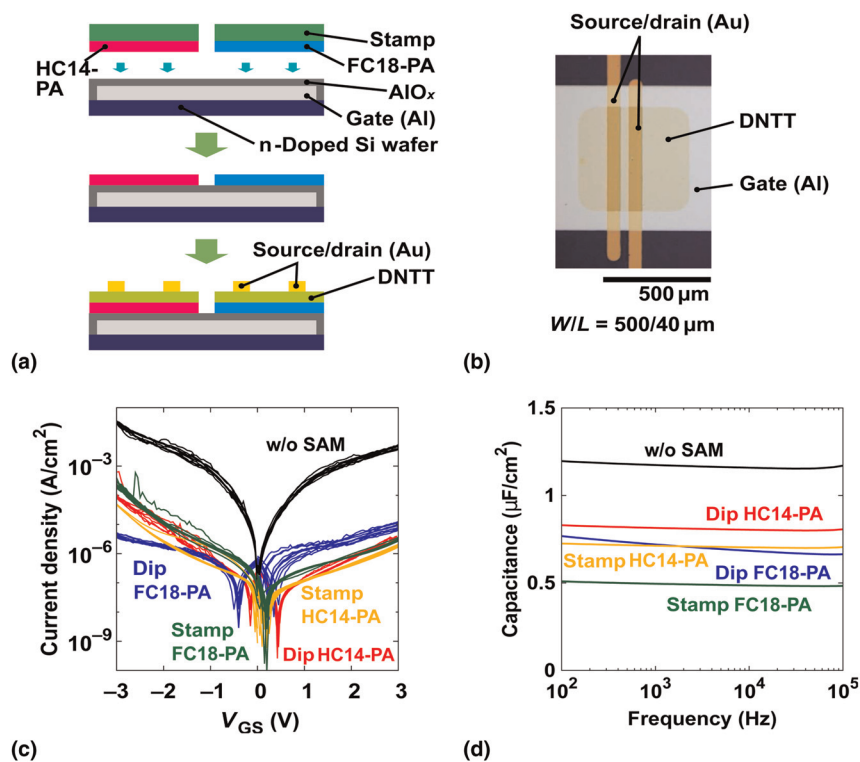 Stamp
HC14-
PA
FC18-PA
AlOx
Gate (Al)
n-Doped Si wafer
Source/drain (Au)
DNTT
(a)
Source/drain (Au)
DNTT
Gate (Al)
500 µm
W/L = 500/40 µm
(b)
Current density (A/cm²)
10⁻³
10⁻⁶
10⁻⁹
w/o SAM
Dip
FC18-PA
Stamp
HC14-PA
Stamp
FC18-PA
Dip HC14-PA
–3 –2 –1 0 1 2 3
VGS (V)
(c)
Capacitance (µF/cm²)
1.5
1
0.5
0
w/o SAM
Dip HC14-PA
Stamp HC14-PA
Dip FC18-PA
Stamp FC18-PA
10² 10³ 10⁴ 10⁵
Frequency (Hz)
(d)